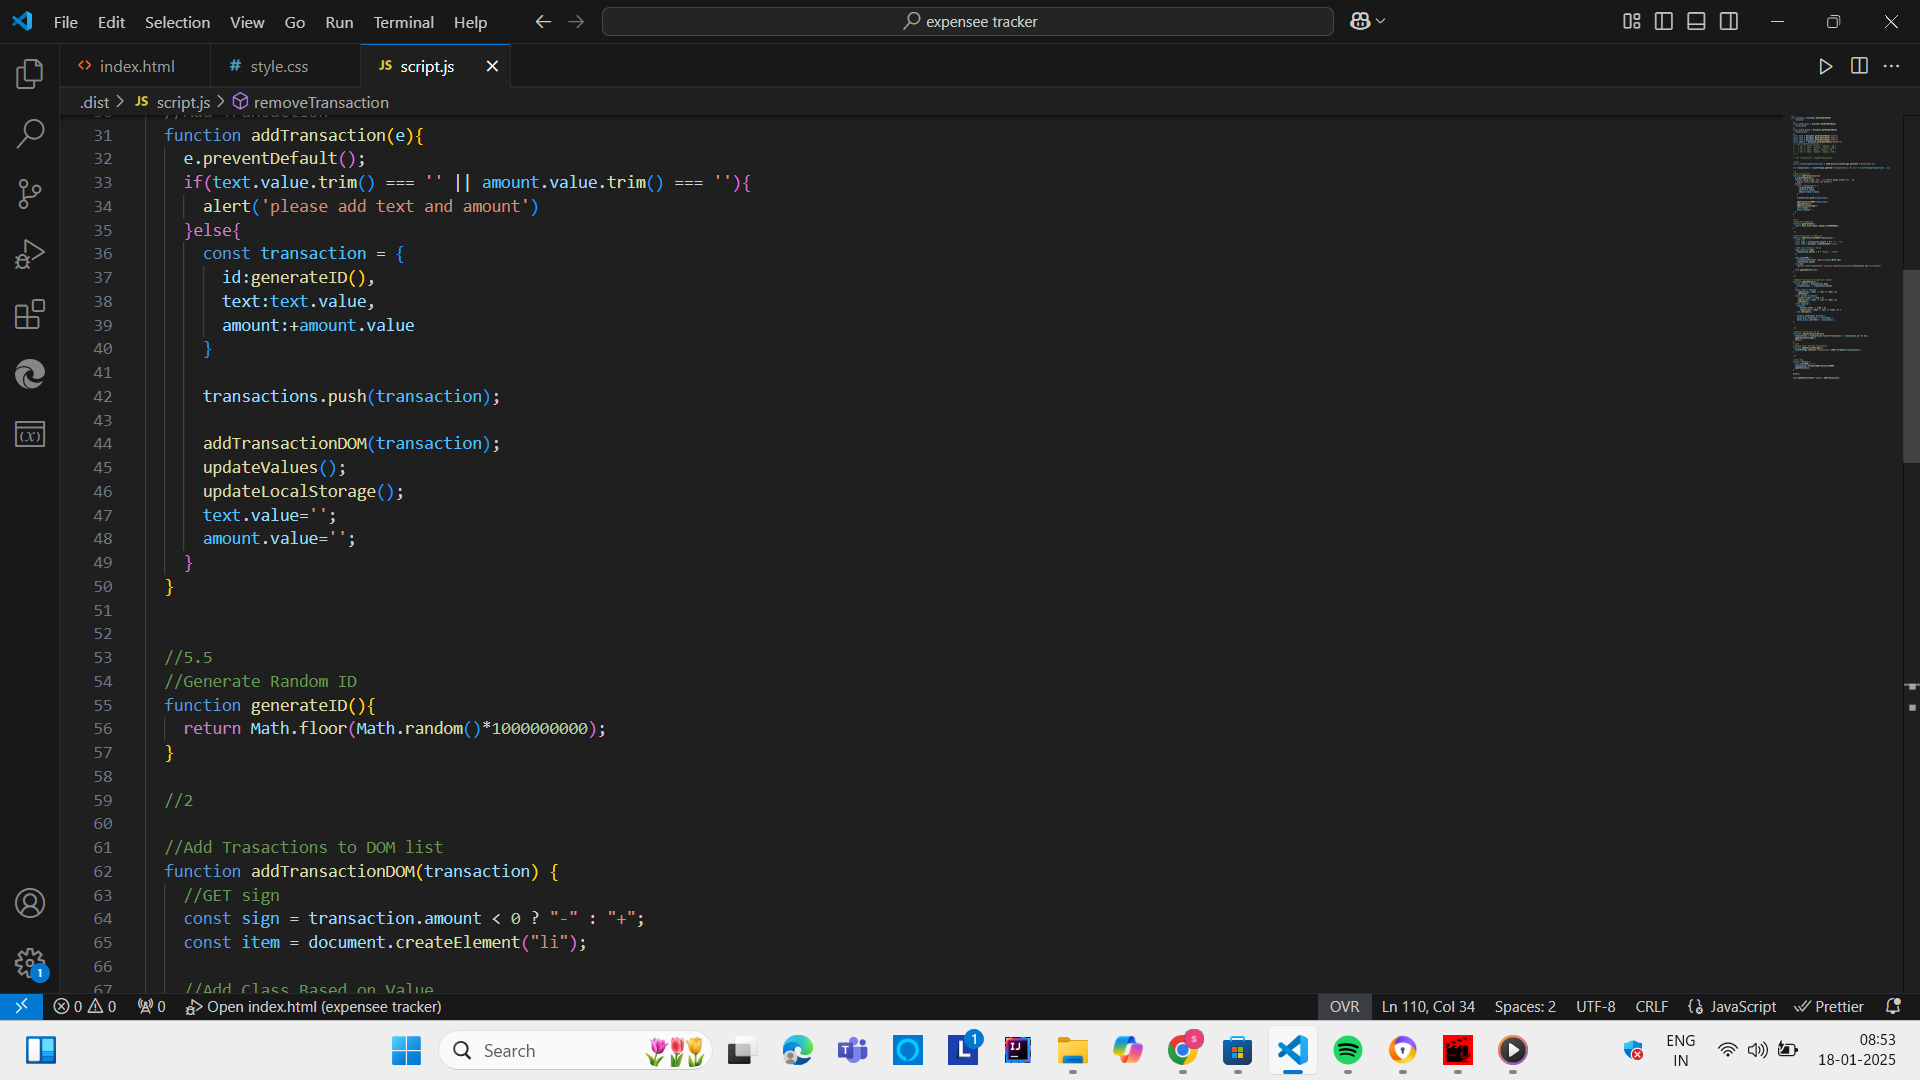 File Edit Selection View Go Run Terminal Help
expensee tracker
index.html
# style.css
JS script.js
.dist > JS script.js > removeTransaction
31 function addTransaction(e){
32 e.preventDefault();
33 if(text.value.trim() === '' || amount.value.trim() === ''){
34 alert('please add text and amount')
35 }else{
36 const transaction = {
37 id:generateID(),
38 text:text.value,
39 amount:+amount.value
40 }
41
42 transactions.push(transaction);
43
44 addTransactionDOM(transaction);
45 updateValues();
46 updateLocalStorage();
47 text.value='';
48 amount.value='';
49 }
50 }
51
52
53 //5.5
54 //Generate Random ID
55 function generateID(){
56 return Math.floor(Math.random()*1000000000);
57 }
58
59 //2
60
61 //Add Trasactions to DOM list
62 function addTransactionDOM(transaction) {
63 //GET sign
64 const sign = transaction.amount < 0 ? "-" : "+";
65 const item = document.createElement("li");
66
67 //Add Class Based on Value
1
0 0 0 Open index.html (expensee tracker)
OVR Ln 110, Col 34 Spaces: 2 UTF-8 CRLF JavaScript Prettier
Search
L 1
IJ
S
ENG
IN
08:53
18-01-2025